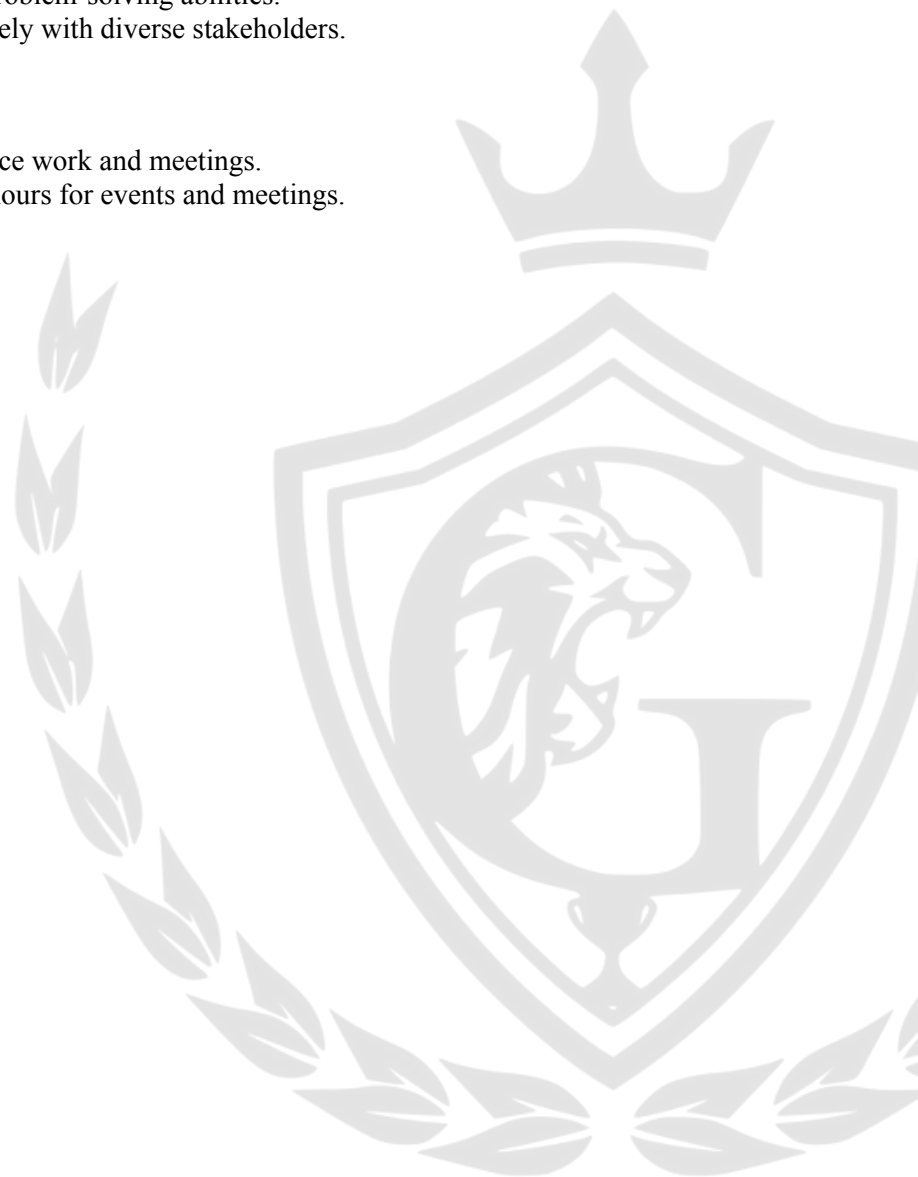 roblem-solving abilities.
ely with diverse stakeholders.
ce work and meetings.
ours for events and meetings.
G